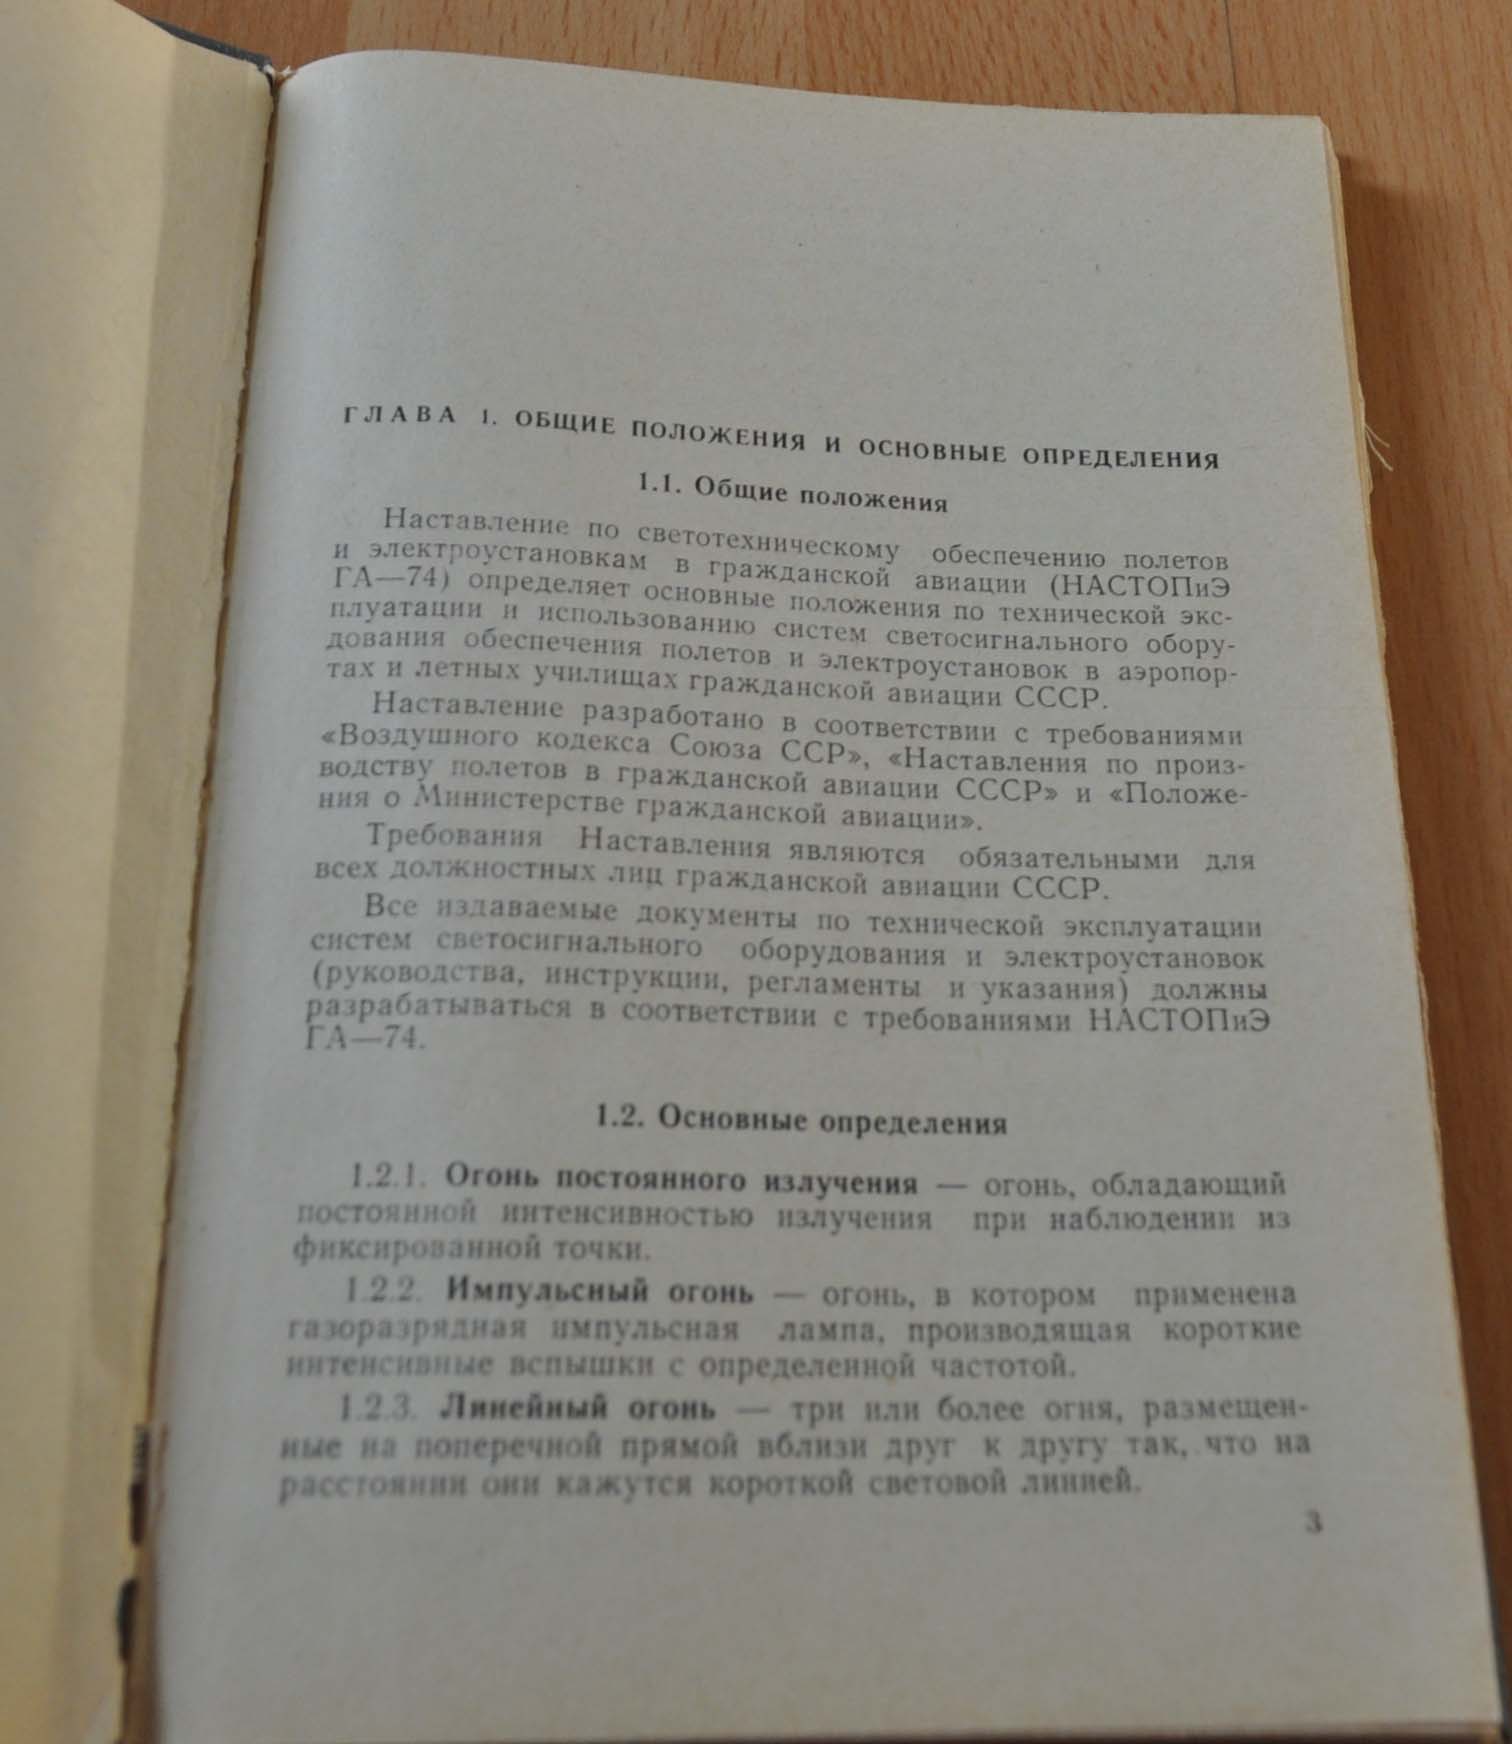 ГЛАВА 1. ОБЩИЕ ПОЛОЖЕНИЯ И ОСНОВНЫЕ ОПРЕДЕЛЕНИЯ
1.1. Общие положения
Наставление по светотехническому обеспечению полетов
и электроустановкам в гражданской авиации (НАСТОПиЭ
ГА—74) определяет основные положения по технической экс-
плуатации и использованию систем светосигнального обору-
дования обеспечения полетов и электроустановок в аэропор-
тах и летных училищах гражданской авиации СССР.
Наставление разработано в соответствии с требованиями
«Воздушного кодекса Союза ССР», «Наставления по произ-
водству полетов в гражданской авиации СССР» и «Положе-
ния о Министерстве гражданской авиации».
Требования Наставления являются обязательными для
всех должностных лиц гражданской авиации СССР.
Все издаваемые документы по технической эксплуатации
систем светосигнального оборудования и электроустановок
(руководства, инструкции, регламенты и указания) должны
разрабатываться в соответствии с требованиями НАСТОПиЭ
ГА—74.
1.2. Основные определения
1.2.1. Огонь постоянного излучения — огонь, обладающий
постоянной интенсивностью излучения при наблюдении из
фиксированной точки.
1.2.2. Импульсный огонь — огонь, в котором применена
газоразрядная импульсная лампа, производящая короткие
интенсивные вспышки с определенной частотой.
1.2.3. Линейный огонь — три или более огня, размещен-
ные на поперечной прямой вблизи друг к другу так, что на
расстоянии они кажутся короткой световой линией.
3